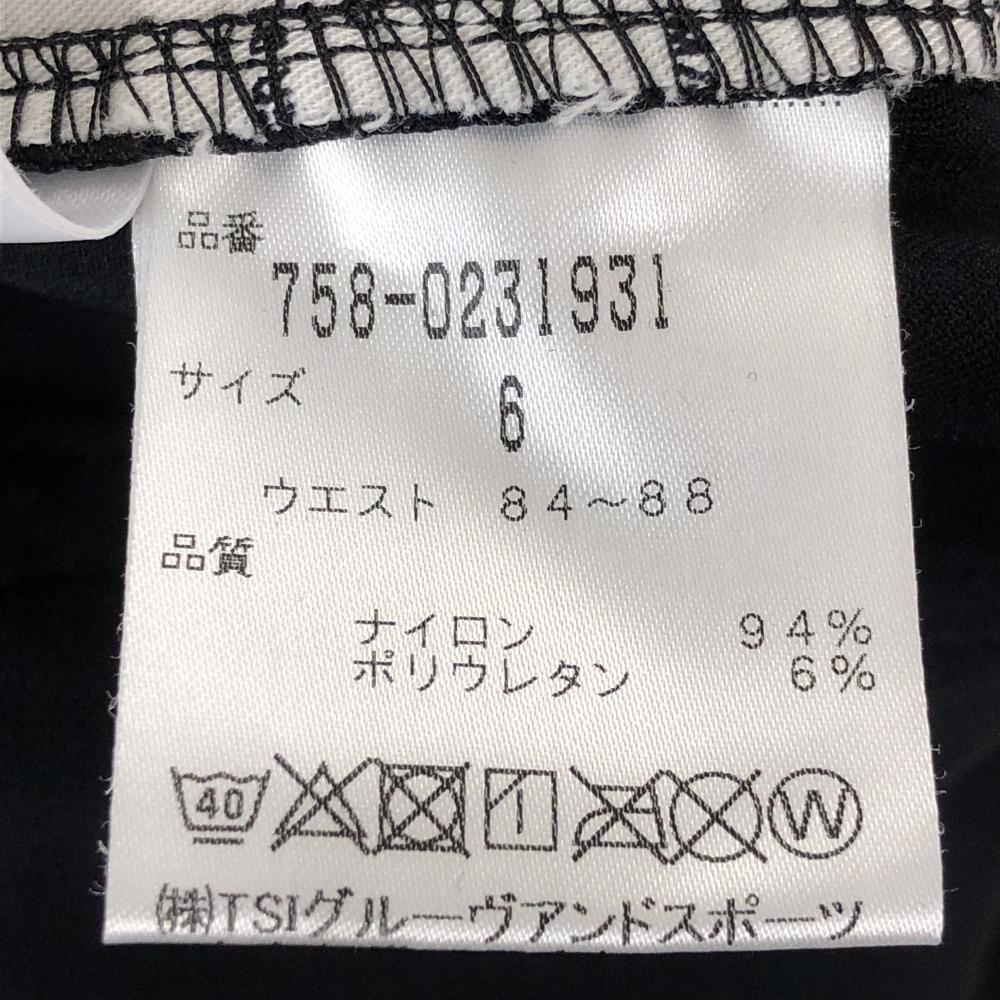 品番
758-0231931
サイズ
6
ウエスト 84～88
品質
ナイロン 94%
ポリウレタン 6%
40 W
㈱TSIグルーヴアンドスポーツ